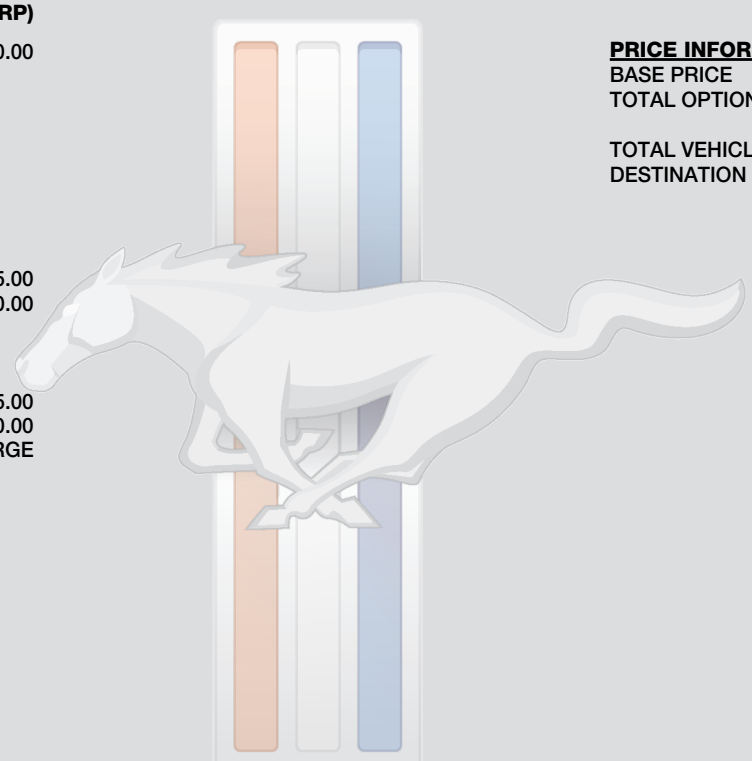 RP)
0.00
5.00
0.00
5.00
0.00
RGE
PRICE INFOR
BASE PRICE
TOTAL OPTION
TOTAL VEHICL
DESTINATION